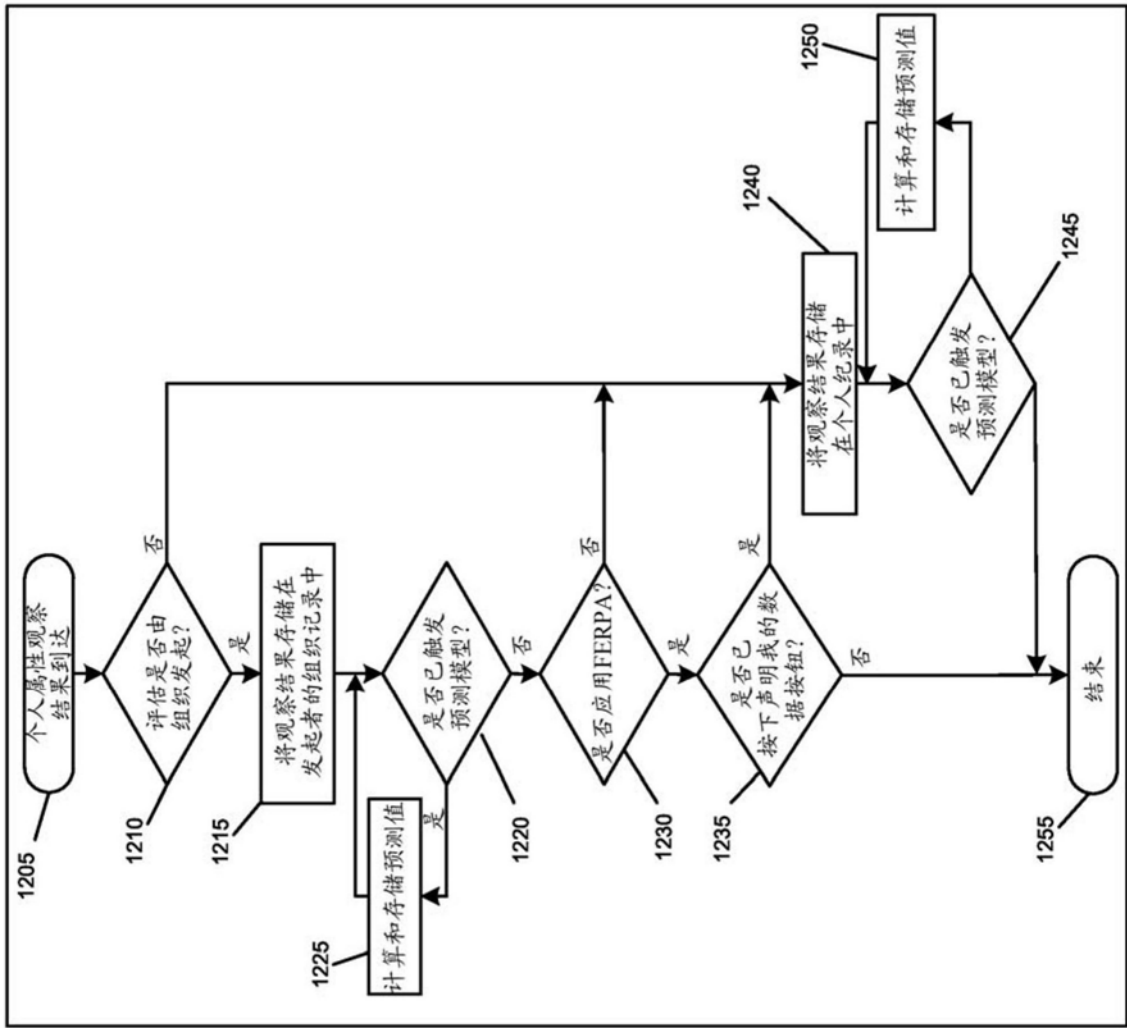 1205
个人属性观察
结果到达
1210
评估是否由
组织发起？
否
是
1215
将观察结果存储在
发起者的组织记录中
1220
是否已触发
预测模型？
是
否
1225
计算和存储预测值
1230
是否应用FERPA？
否
是
1235
是否已
按下声明我的数
据按钮？
是
否
1240
将观察结果存储
在个人纪录中
1245
是否已触发
预测模型？
1250
计算和存储预测值
1255
结束